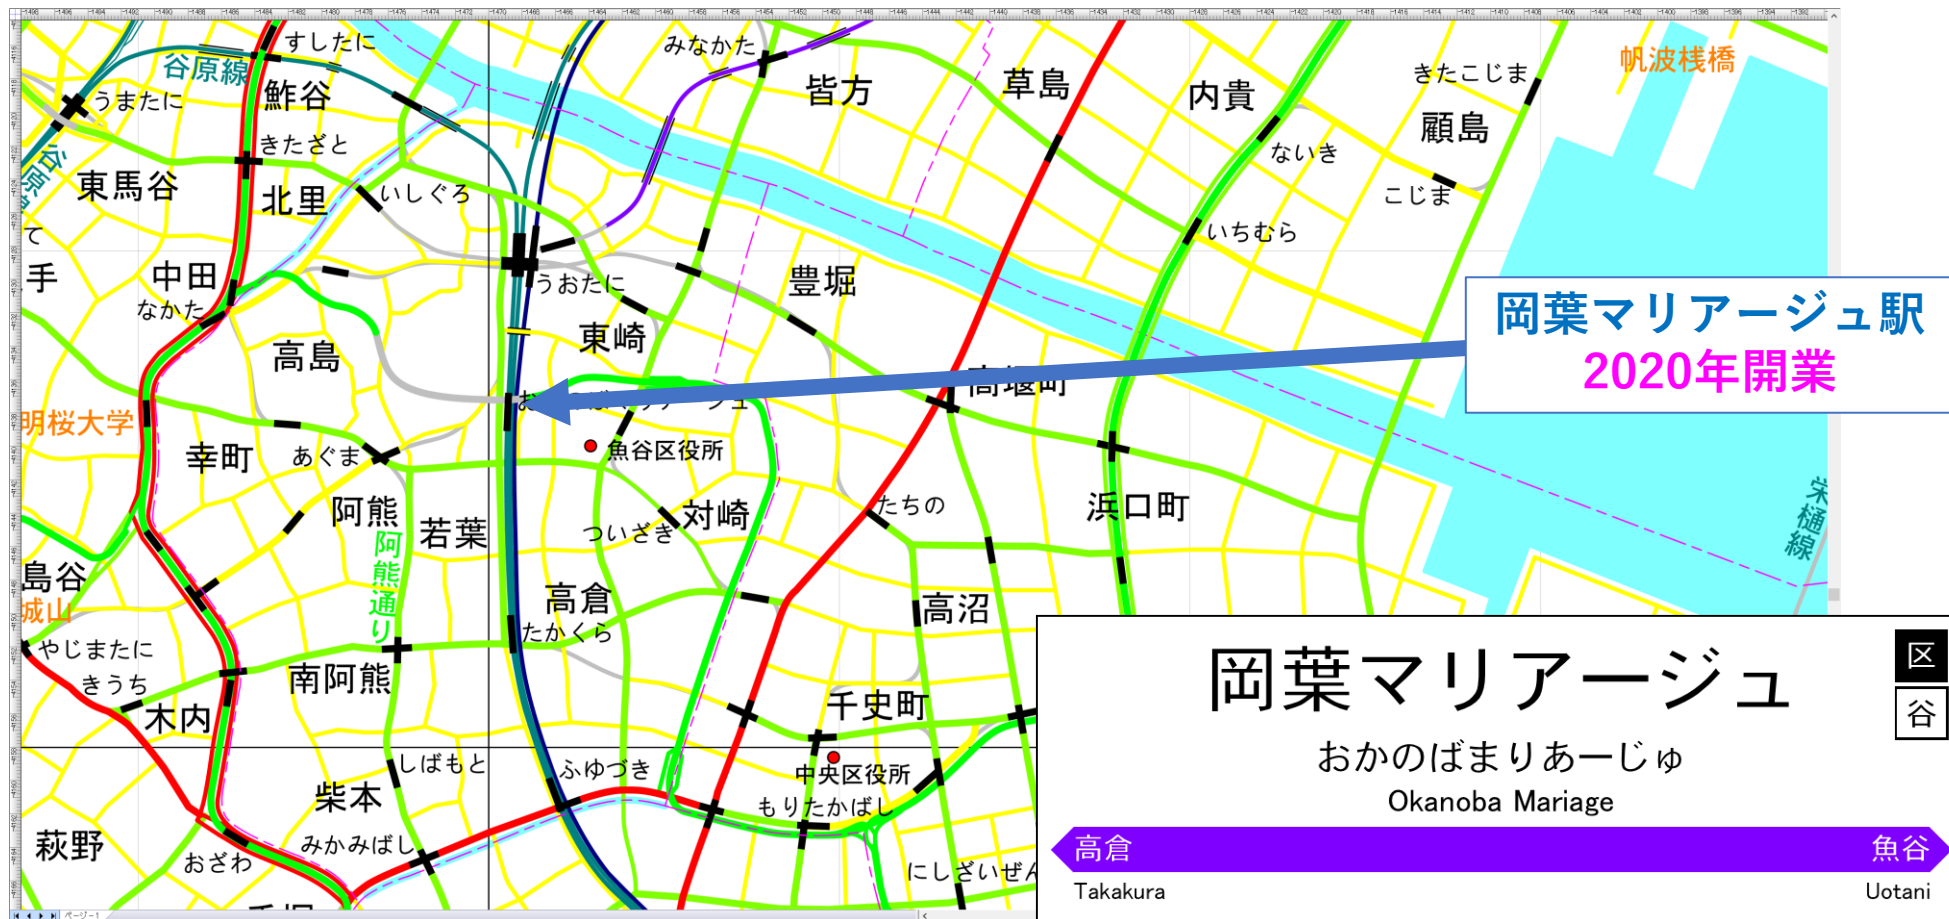 すしたに
谷原線
鮓谷
うまたに
きたざと
東馬谷
北里
いしぐろ
みなかた
皆方
草島
内貴
きたこじま
帆波桟橋
顧島
ないき
こじま
いちむら
て
手
中田
なかた
うおたに
豊堀
東崎
高島
岡葉マリアージュ駅
2020年開業
高堰町
明桜大学
幸町
あぐま
魚谷区役所
阿熊
若葉
ついざき
対崎
たちの
浜口町
栄樋線
阿熊通り
島谷
城山
高倉
たかくら
高沼
やじまたに
きうち
木内
南阿熊
千史町
中央区役所
しばもと
ふゆづき
柴本
もりたかばし
萩野
みかみばし
おざわ
にしざいぜん
ページ-1
岡葉マリアージュ
区
谷
おかのばまりあーじゅ
Okanoba Mariage
高倉
魚谷
Takakura
Uotani